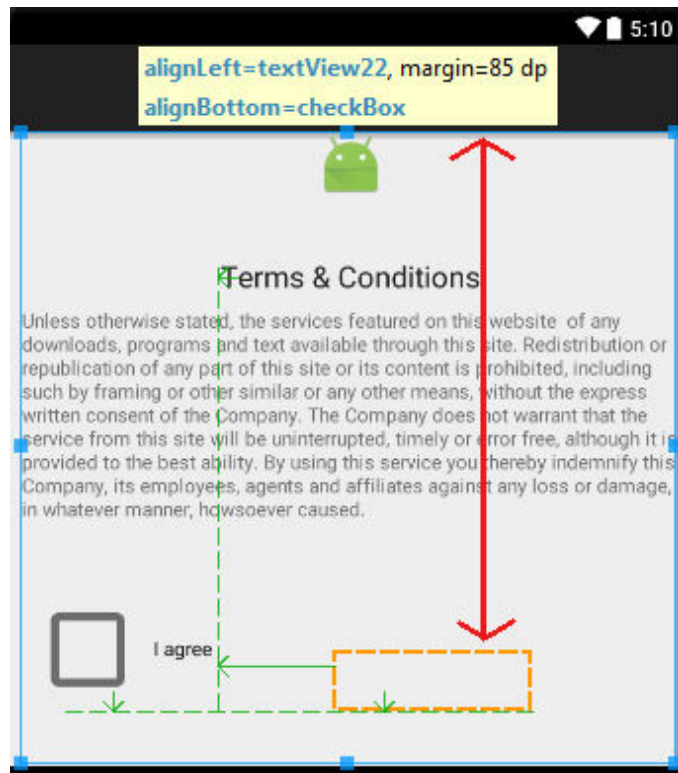 5:10
alignLeft=textView22, margin=85 dp
alignBottom=checkBox
Terms & Conditions
Unless otherwise stated, the services featured on this website of any
downloads, programs and text available through this site. Redistribution or
republication of any part of this site or its content is prohibited, including
such by framing or other similar or any other means, without the express
written consent of the Company. The Company does not warrant that the
service from this site will be uninterrupted, timely or error free, although it is
provided to the best ability. By using this service you thereby indemnify this
Company, its employees, agents and affiliates against any loss or damage,
in whatever manner, howsoever caused.
I agree